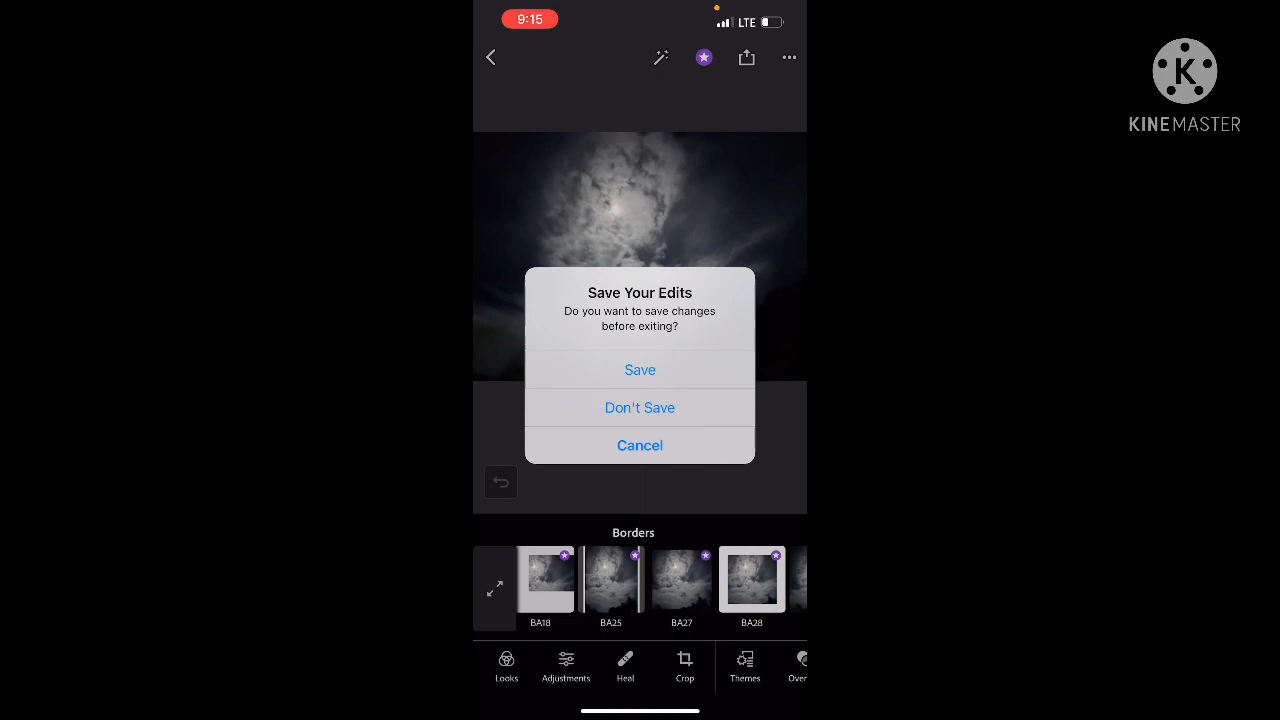 9:15
LTE
K
KINEMASTER
Save Your Edits
Do you want to save changes
before exiting?
Save
Don't Save
Cancel
Borders
BA18 BA25 BA27 BA28
Looks Adjustments Heal Crop Themes Over